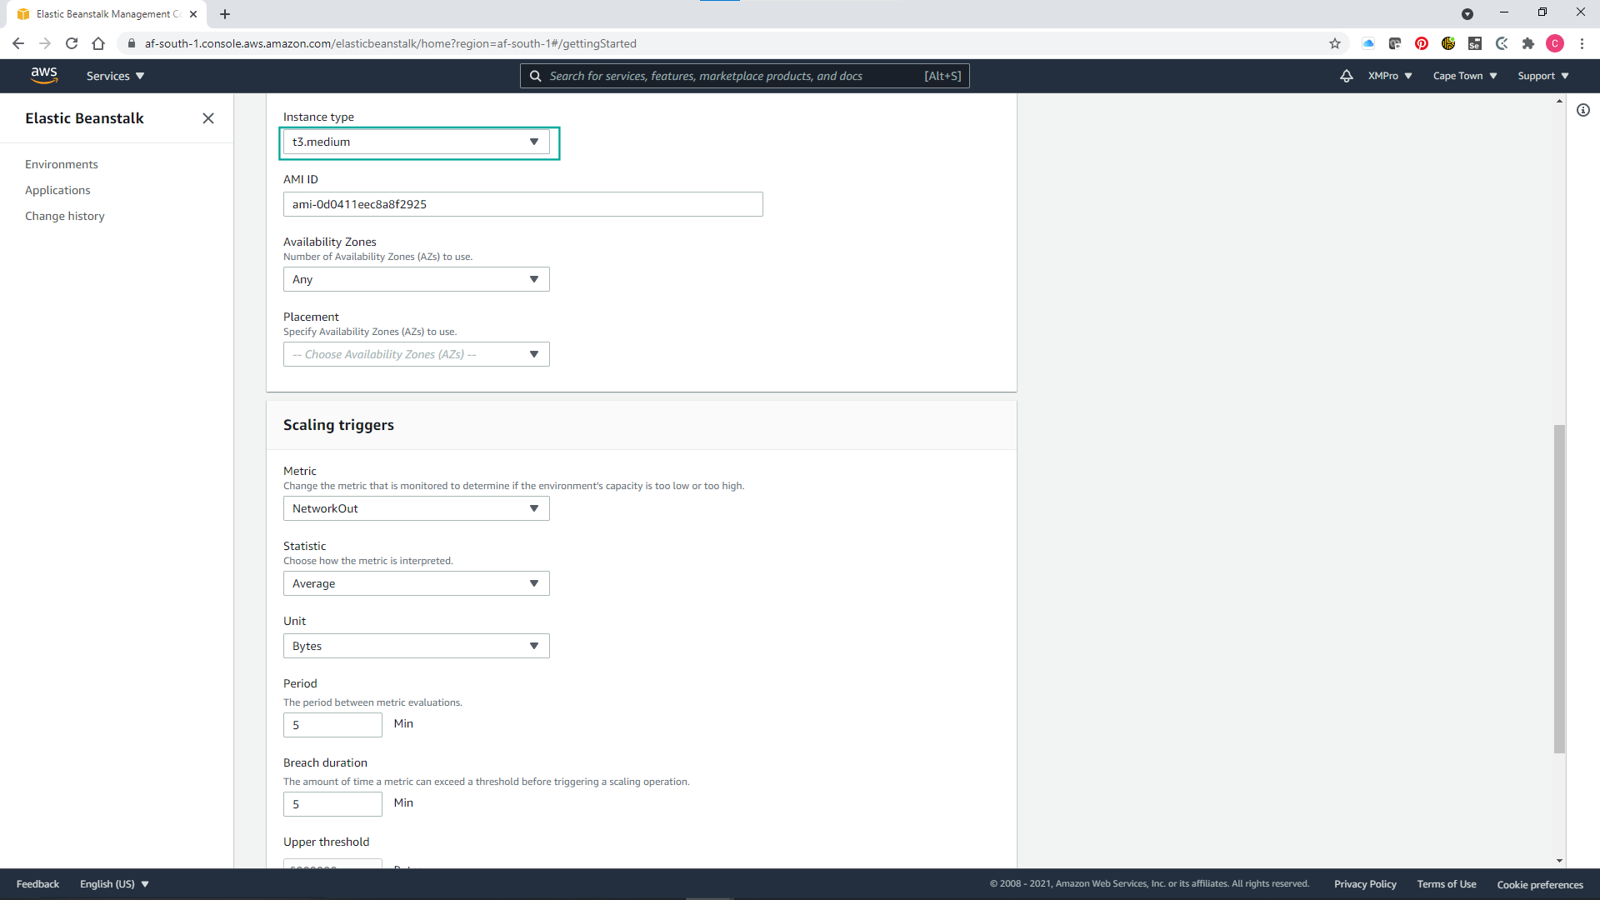 Elastic Beanstalk Management C
af-south-1.console.aws.amazon.com/elasticbeanstalk/home?region=af-south-1#/gettingStarted
C
aws
Services
Search for services, features, marketplace products, and docs
[Alt+S]
XMPro
Cape Town
Support
Elastic Beanstalk
Environments
Applications
Change history
Instance type
t3.medium
AMI ID
ami-0d0411eec8a8f2925
Availability Zones
Number of Availability Zones (AZs) to use.
Any
Placement
Specify Availability Zones (AZs) to use.
-- Choose Availability Zones (AZs) --
Scaling triggers
Metric
Change the metric that is monitored to determine if the environment's capacity is too low or too high.
NetworkOut
Statistic
Choose how the metric is interpreted.
Average
Unit
Bytes
Period
The period between metric evaluations.
5 Min
Breach duration
The amount of time a metric can exceed a threshold before triggering a scaling operation.
5 Min
Upper threshold
Feedback
English (US)
© 2008 - 2021, Amazon Web Services, Inc. or its affiliates. All rights reserved.
Privacy Policy
Terms of Use
Cookie preferences